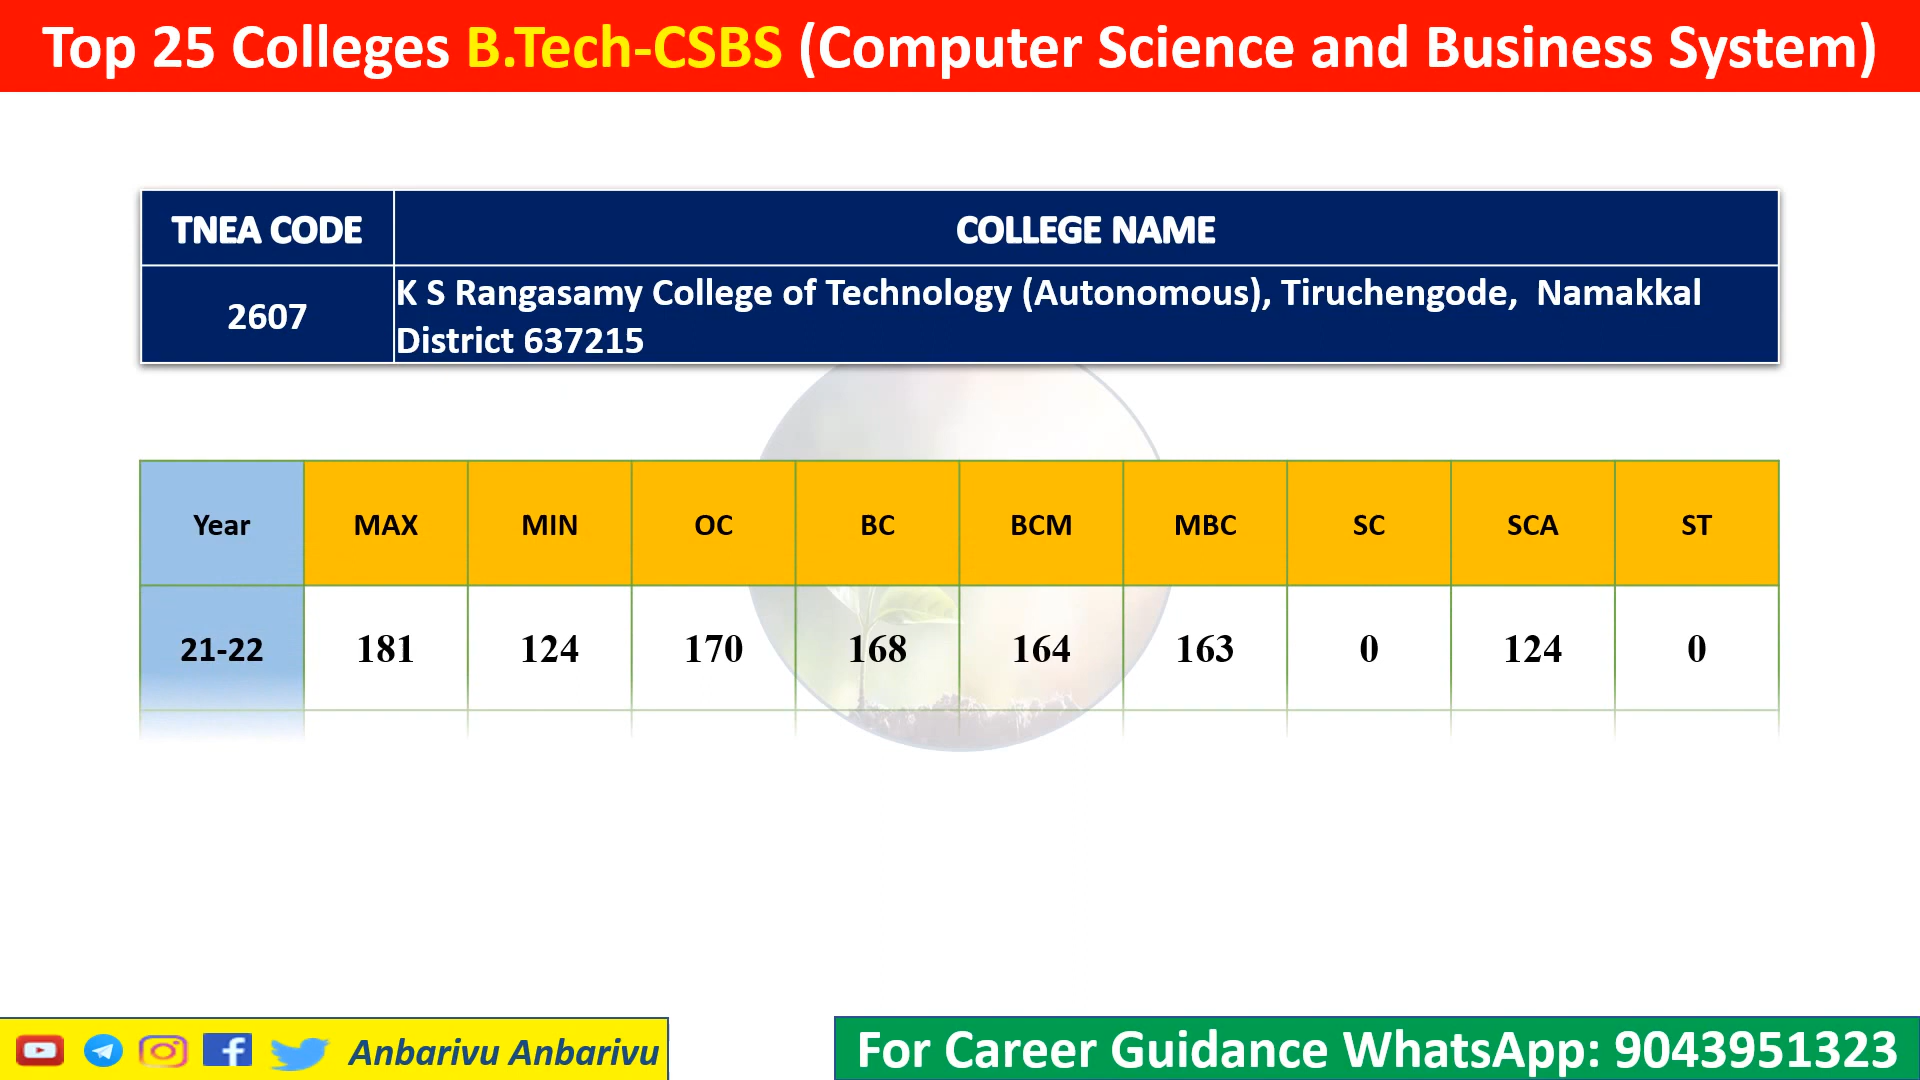 Top 25 Colleges B.Tech-CSBS (Computer Science and Business System)
TNEA CODE COLLEGE NAME
2607 K S Rangasamy College of Technology (Autonomous), Tiruchengode, Namakkal
District 637215
Year MAX MIN OC BC BCM MBC SC SCA ST
21-22 181 124 170 168 164 163 0 124 0
Anbarivu Anbarivu
For Career Guidance WhatsApp: 9043951323